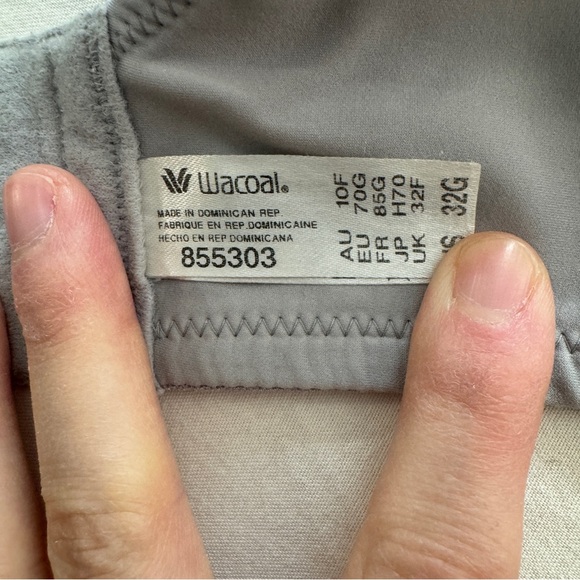 Wacoal®
MADE IN DOMINICAN REP.
FABRIQUE EN REP.DOMINICAINE
HECHO EN REP DOMINICANA
855303
AU 10F
EU 70G
FR 85G
JP H70
UK 32F
32G